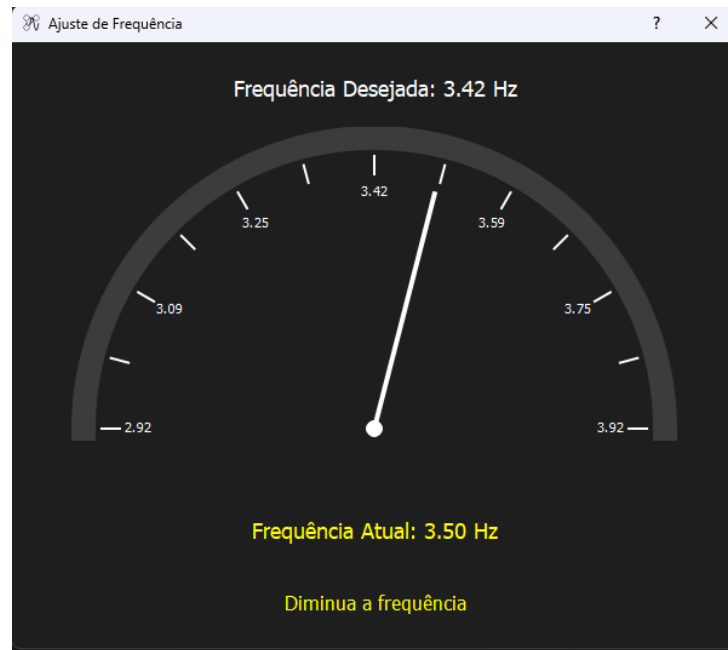 Ajuste de Frequência
Frequência Desejada: 3.42 Hz
3.42
3.25
3.59
3.09
3.75
2.92
3.92
Frequência Atual: 3.50 Hz
Diminua a frequência